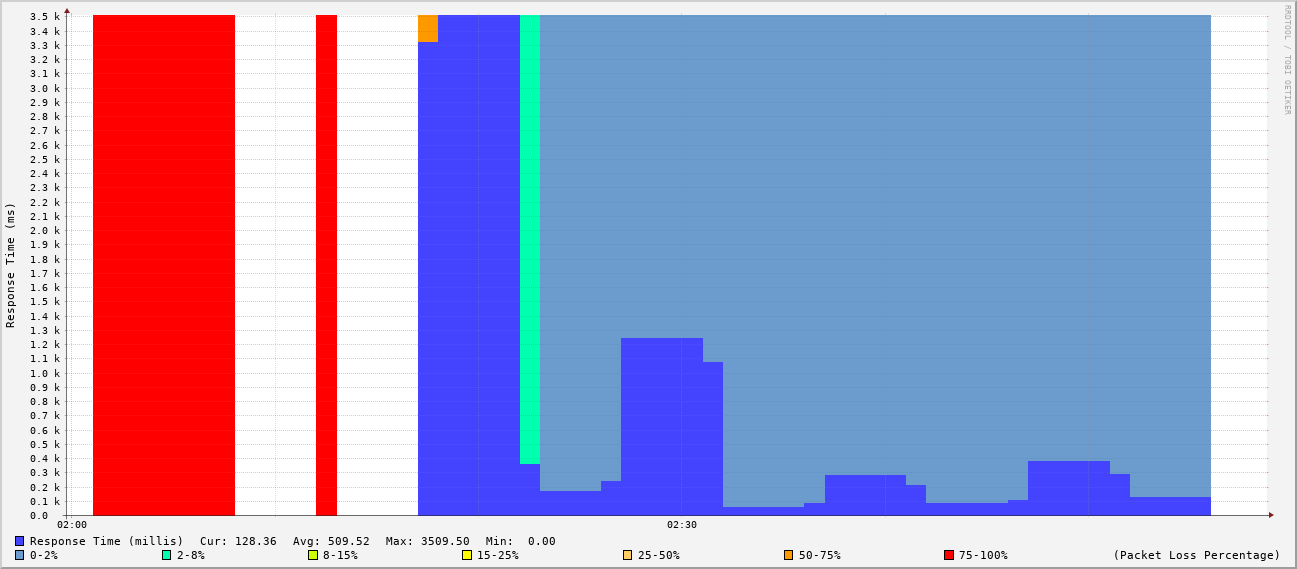 RRDTOOL / TOBI OETIKER
Response Time (ms)
3.5 k
3.4 k
3.3 k
3.2 k
3.1 k
3.0 k
2.9 k
2.8 k
2.7 k
2.6 k
2.5 k
2.4 k
2.3 k
2.2 k
2.1 k
2.0 k
1.9 k
1.8 k
1.7 k
1.6 k
1.5 k
1.4 k
1.3 k
1.2 k
1.1 k
1.0 k
0.9 k
0.8 k
0.7 k
0.6 k
0.5 k
0.4 k
0.3 k
0.2 k
0.1 k
0.0
02:00 02:30
Response Time (millis) Cur: 128.36 Avg: 509.52 Max: 3509.50 Min: 0.00
0-2% 2-8% 8-15% 15-25% 25-50% 50-75% 75-100% (Packet Loss Percentage)